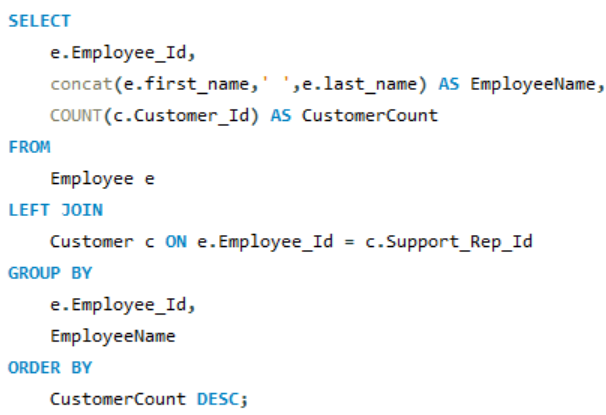 SELECT
    e.Employee_Id,
    concat(e.first_name,' ',e.last_name) AS EmployeeName,
    COUNT(c.Customer_Id) AS CustomerCount
FROM
    Employee e
LEFT JOIN
    Customer c ON e.Employee_Id = c.Support_Rep_Id
GROUP BY
    e.Employee_Id,
    EmployeeName
ORDER BY
    CustomerCount DESC;